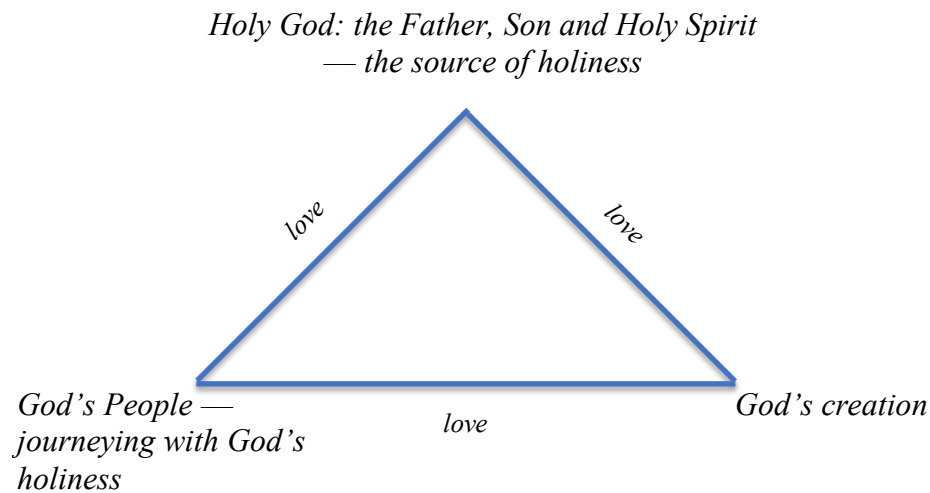 Holy God: the Father, Son and Holy Spirit
— the source of holiness
love
love
God’s People —
journeying with God’s
holiness
love
God’s creation